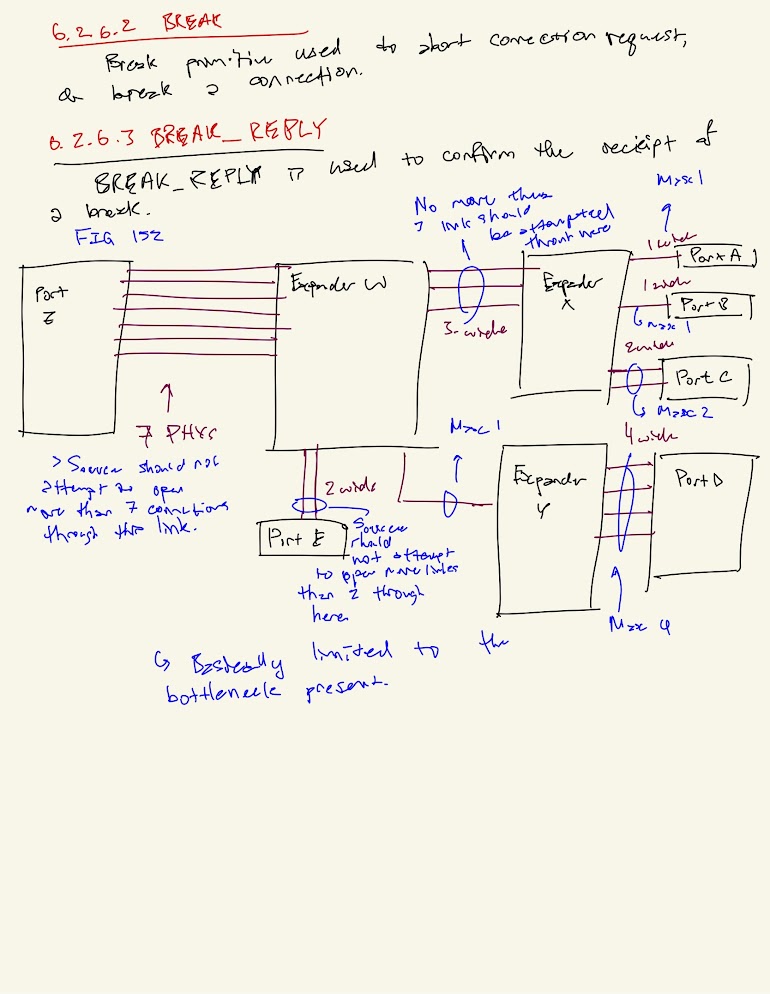 6.2.6.2 BREAK
Break primitive used to abort connection request,
or break a connection.
6.2.6.3 BREAK_REPLY
BREAK_REPLY is used to confirm the reciept of
a break.
FIG 152
No more than
3 link should
be attempted
through here
Max 1
1 wide
Port A
Port
Z
Expander W
Expander
X
1 wide
Port B
Max 1
3-wide
2 wide
Port C
Max 2
7 PHYs
Max 1
4 wide
> Source should not
attempt to open
more than 7 connections
through this link.
2 wide
Port E
Source
should
not attempt
to open more links
than 2 through
here
Expander
Y
Port D
Max 4
↳ Basically limited to the
bottleneck present.